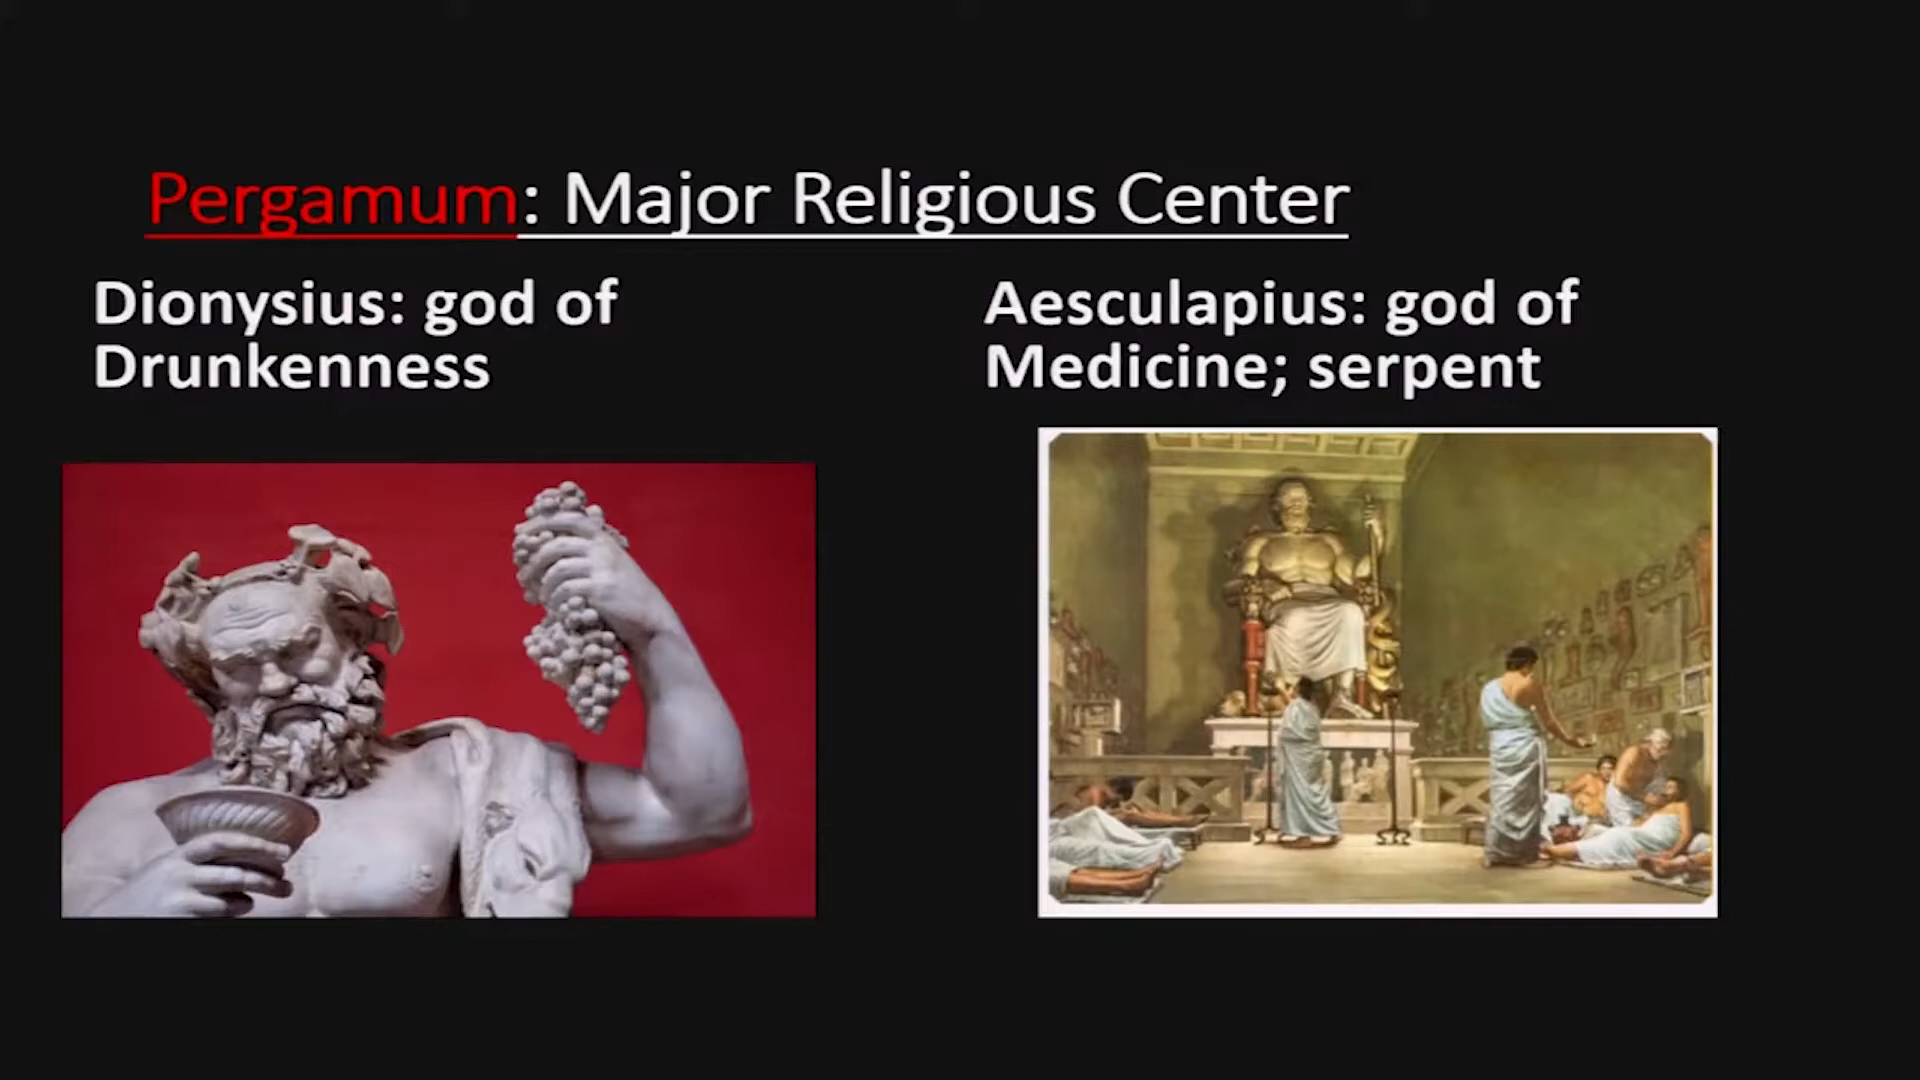 Pergamum: Major Religious Center
Dionysius: god of
Drunkenness
Aesculapius: god of
Medicine; serpent